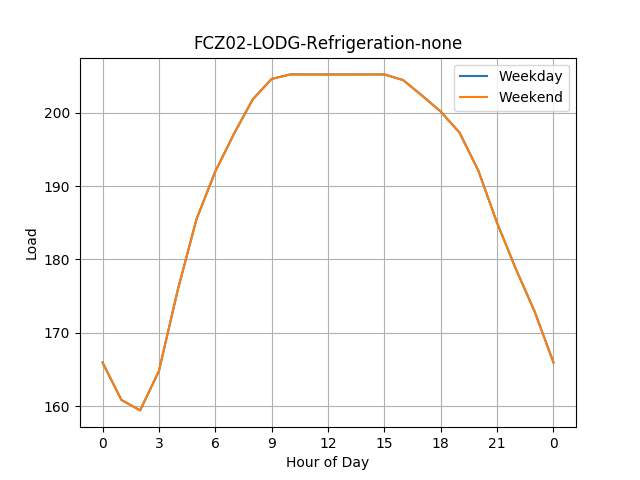 FCZ02-LODG-Refrigeration-none
Weekday
Weekend
Load
200
190
180
170
160
0 3 6 9 12 15 18 21 0
Hour of Day